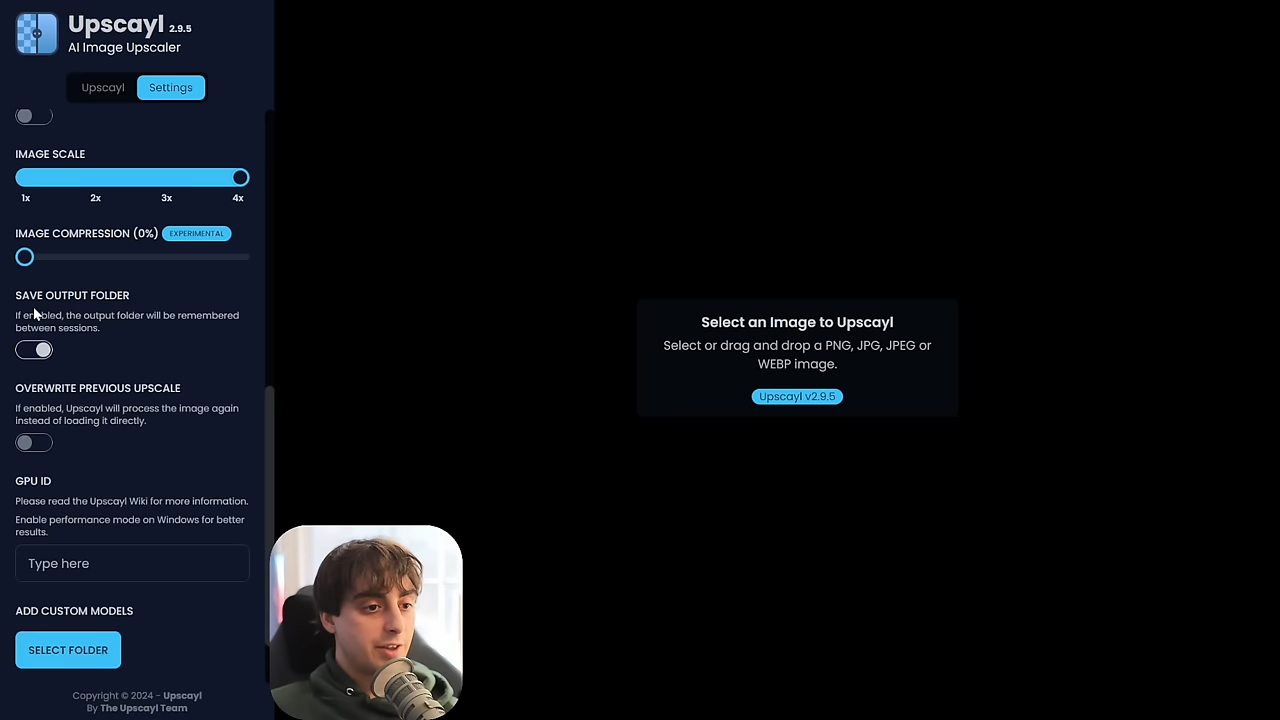 Upscayl 2.9.5
AI Image Upscaler
Upscayl
Settings
IMAGE SCALE
1x 2x 3x 4x
IMAGE COMPRESSION (0%) EXPERIMENTAL
SAVE OUTPUT FOLDER
If enabled, the output folder will be remembered
between sessions.
OVERWRITE PREVIOUS UPSCALE
If enabled, Upscayl will process the image again
instead of loading it directly.
GPU ID
Please read the Upscayl Wiki for more information.
Enable performance mode on Windows for better
results.
Type here
ADD CUSTOM MODELS
SELECT FOLDER
Copyright © 2024 - Upscayl
By The Upscayl Team
Select an Image to Upscayl
Select or drag and drop a PNG, JPG, JPEG or
WEBP image.
Upscayl v2.9.5